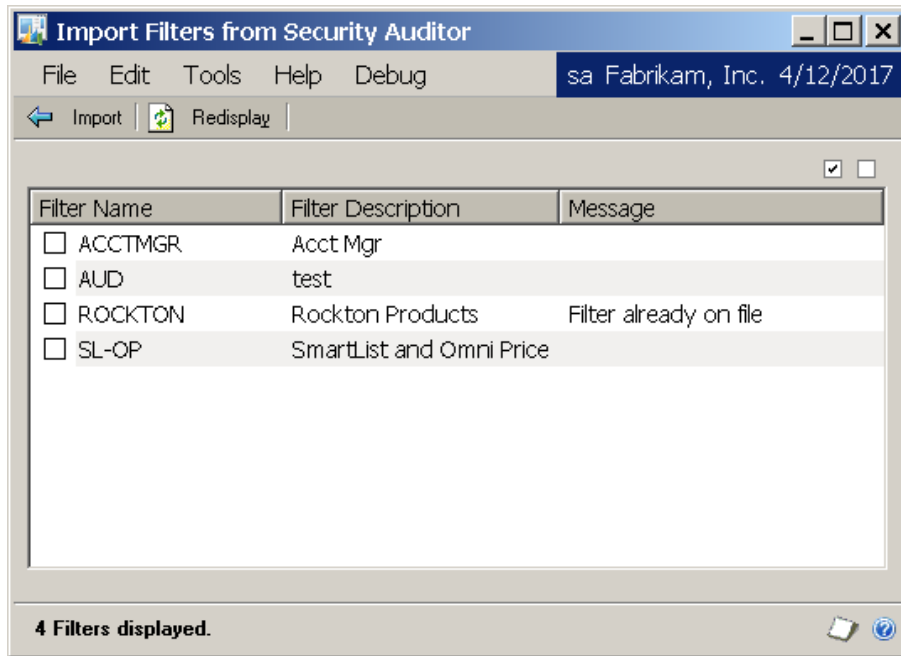 Import Filters from Security Auditor
File Edit Tools Help Debug sa Fabrikam, Inc. 4/12/2017
Import Redisplay
Filter Name Filter Description Message
ACCTMGR Acct Mgr
AUD test
ROCKTON Rockton Products Filter already on file
SL-OP SmartList and Omni Price
4 Filters displayed.